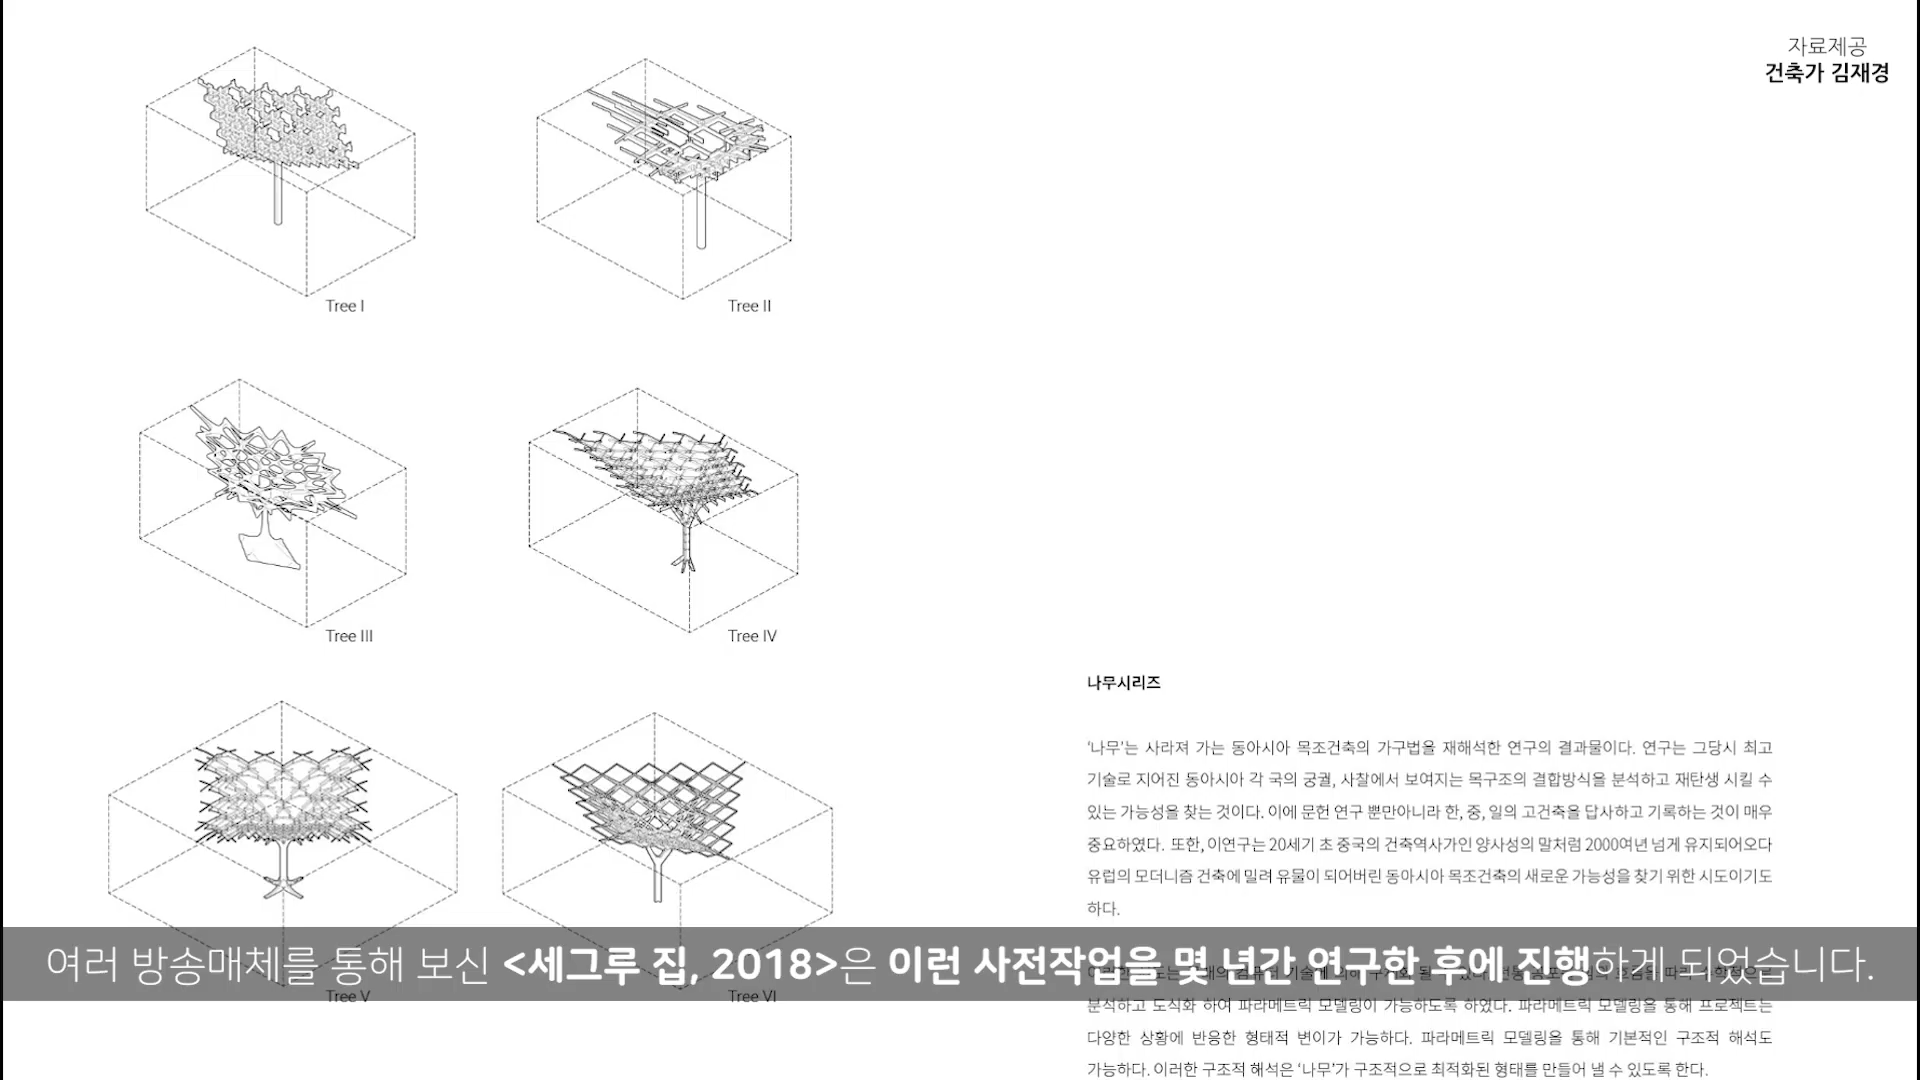 자료제공
건축가 김재경
Tree I
Tree II
Tree III
Tree IV
나무시리즈
'나무'는 사라져 가는 동아시아 목조건축의 가구법을 재해석한 연구의 결과물이다. 연구는 그당시 최고
기술로 지어진 동아시아 각 국의 궁궐, 사찰에서 보여지는 목구조의 결합방식을 분석하고 재탄생 시킬 수
있는 가능성을 찾는 것이다. 이에 문헌 연구 뿐만아니라 한, 중, 일의 고건축을 답사하고 기록하는 것이 매우
중요하였다. 또한, 이연구는 20세기 초 중국의 건축역사가인 양사성의 말처럼 2000여년 넘게 유지되어오다
유럽의 모더니즘 건축에 밀려 유물이 되어버린 동아시아 목조건축의 새로운 가능성을 찾기 위한 시도이기도
하다.
여러 방송매체를 통해 보신 <세그루 집, 2018>은 이런 사전작업을 몇 년간 연구한 후에 진행하게 되었습니다.
Tree V
Tree VI
분석하고 도식화 하여 파라메트릭 모델링이 가능하도록 하였다. 파라메트릭 모델링을 통해 프로젝트는
다양한 상황에 반응한 형태적 변이가 가능하다. 파라메트릭 모델링을 통해 기본적인 구조적 해석도
가능하다. 이러한 구조적 해석은 '나무'가 구조적으로 최적화된 형태를 만들어 낼 수 있도록 한다.